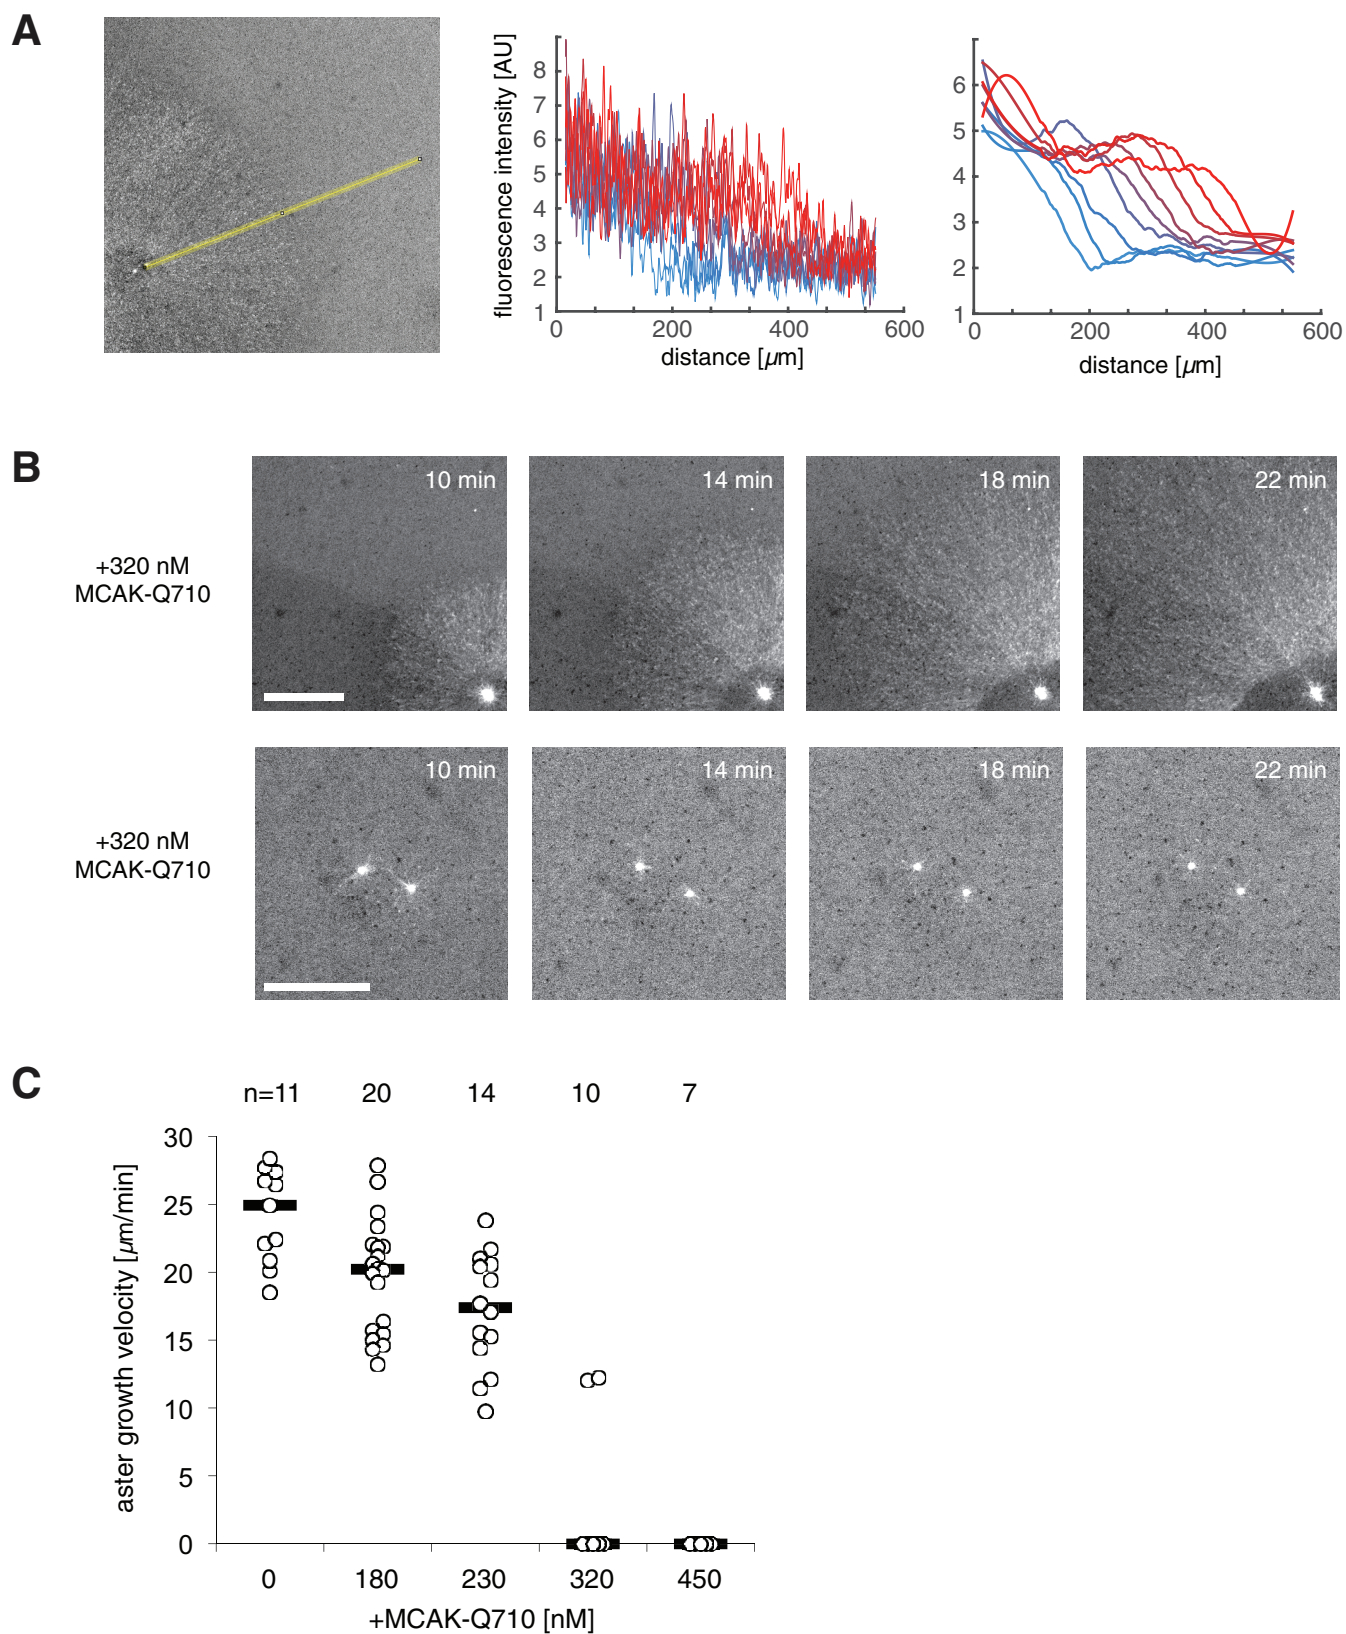 A
fluorescence intensity [AU]
8
7
6
5
4
3
2
1
0 200 400 600
distance [µm]
6
5
4
3
2
1
0 200 400 600
distance [µm]
B
+320 nM
MCAK-Q710
10 min
14 min
18 min
22 min
+320 nM
MCAK-Q710
10 min
14 min
18 min
22 min
C
n=11 20 14 10 7
aster growth velocity [µm/min]
30
25
20
15
10
5
0
0 180 230 320 450
+MCAK-Q710 [nM]